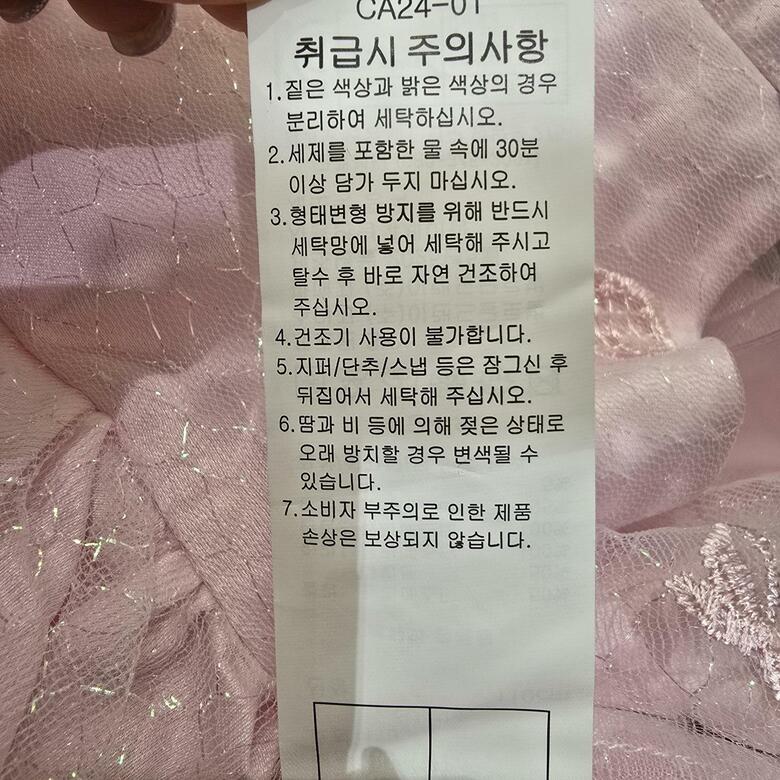 CA24-01
취급시 주의사항
1.짙은 색상과 밝은 색상의 경우
분리하여 세탁하십시오.
2.세제를 포함한 물 속에 30분
이상 담가 두지 마십시오.
3.형태변형 방지를 위해 반드시
세탁망에 넣어 세탁해 주시고
탈수 후 바로 자연 건조하여
주십시오.
4.건조기 사용이 불가합니다.
5.지퍼/단추/스냅 등은 잠그신 후
뒤집어서 세탁해 주십시오.
6.땀과 비 등에 의해 젖은 상태로
오래 방치할 경우 변색될 수
있습니다.
7.소비자 부주의로 인한 제품
손상은 보상되지 않습니다.